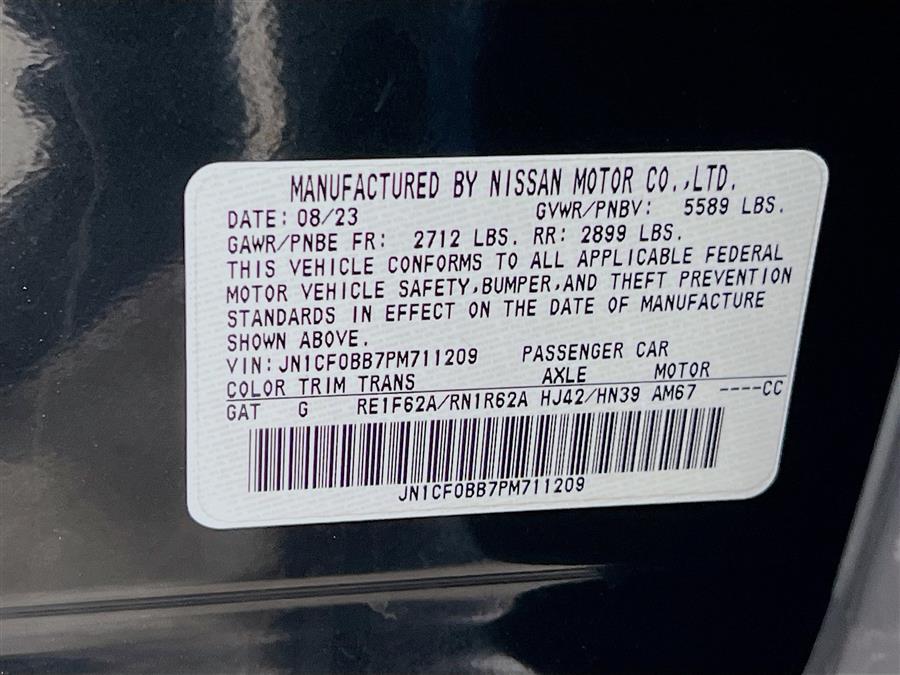 MANUFACTURED BY NISSAN MOTOR CO.,LTD.
DATE: 08/23 GVWR/PNBV: 5589 LBS.
GAWR/PNBE FR: 2712 LBS. RR: 2899 LBS.
THIS VEHICLE CONFORMS TO ALL APPLICABLE FEDERAL
MOTOR VEHICLE SAFETY,BUMPER,AND THEFT PREVENTION
STANDARDS IN EFFECT ON THE DATE OF MANUFACTURE
SHOWN ABOVE.
VIN: JN1CF0BB7PM711209 PASSENGER CAR
COLOR TRIM TRANS AXLE MOTOR
GAT G RE1F62A/RN1R62A HJ42/HN39 AM67 ----CC
JN1CF0BB7PM711209